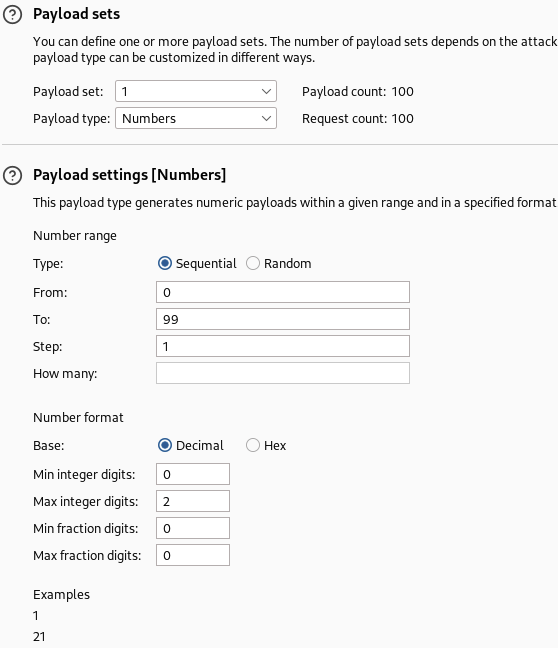 Payload sets
You can define one or more payload sets. The number of payload sets depends on the attack
payload type can be customized in different ways.
Payload set: 1 Payload count: 100
Payload type: Numbers Request count: 100
Payload settings [Numbers]
This payload type generates numeric payloads within a given range and in a specified format
Number range
Type: Sequential Random
From: 0
To: 99
Step: 1
How many:
Number format
Base: Decimal Hex
Min integer digits: 0
Max integer digits: 2
Min fraction digits: 0
Max fraction digits: 0
Examples
1
21